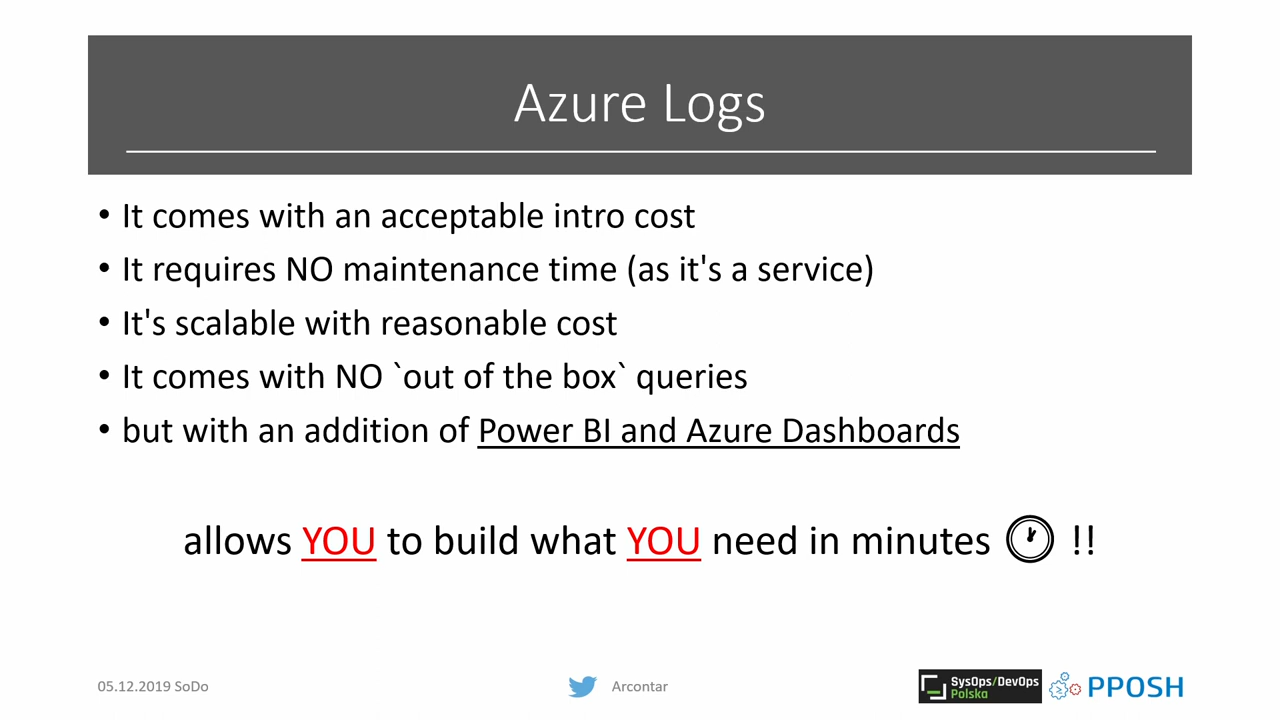 Azure Logs
• It comes with an acceptable intro cost
• It requires NO maintenance time (as it's a service)
• It's scalable with reasonable cost
• It comes with NO `out of the box` queries
• but with an addition of Power BI and Azure Dashboards
allows YOU to build what YOU need in minutes !!
05.12.2019 SoDo
Arcontar
SysOps/DevOps
Polska
PPOSH